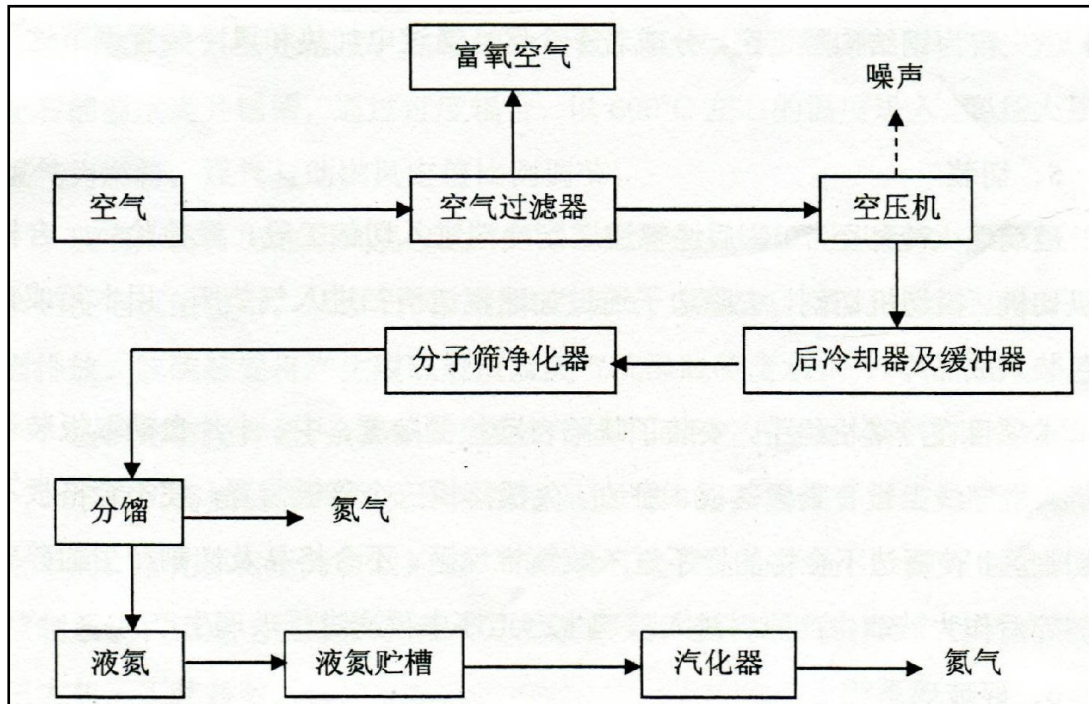 富氧空气
噪声
空气
空气过滤器
空压机
分子筛净化器
后冷却器及缓冲器
分馏
氮气
液氮
液氮贮槽
汽化器
氮气